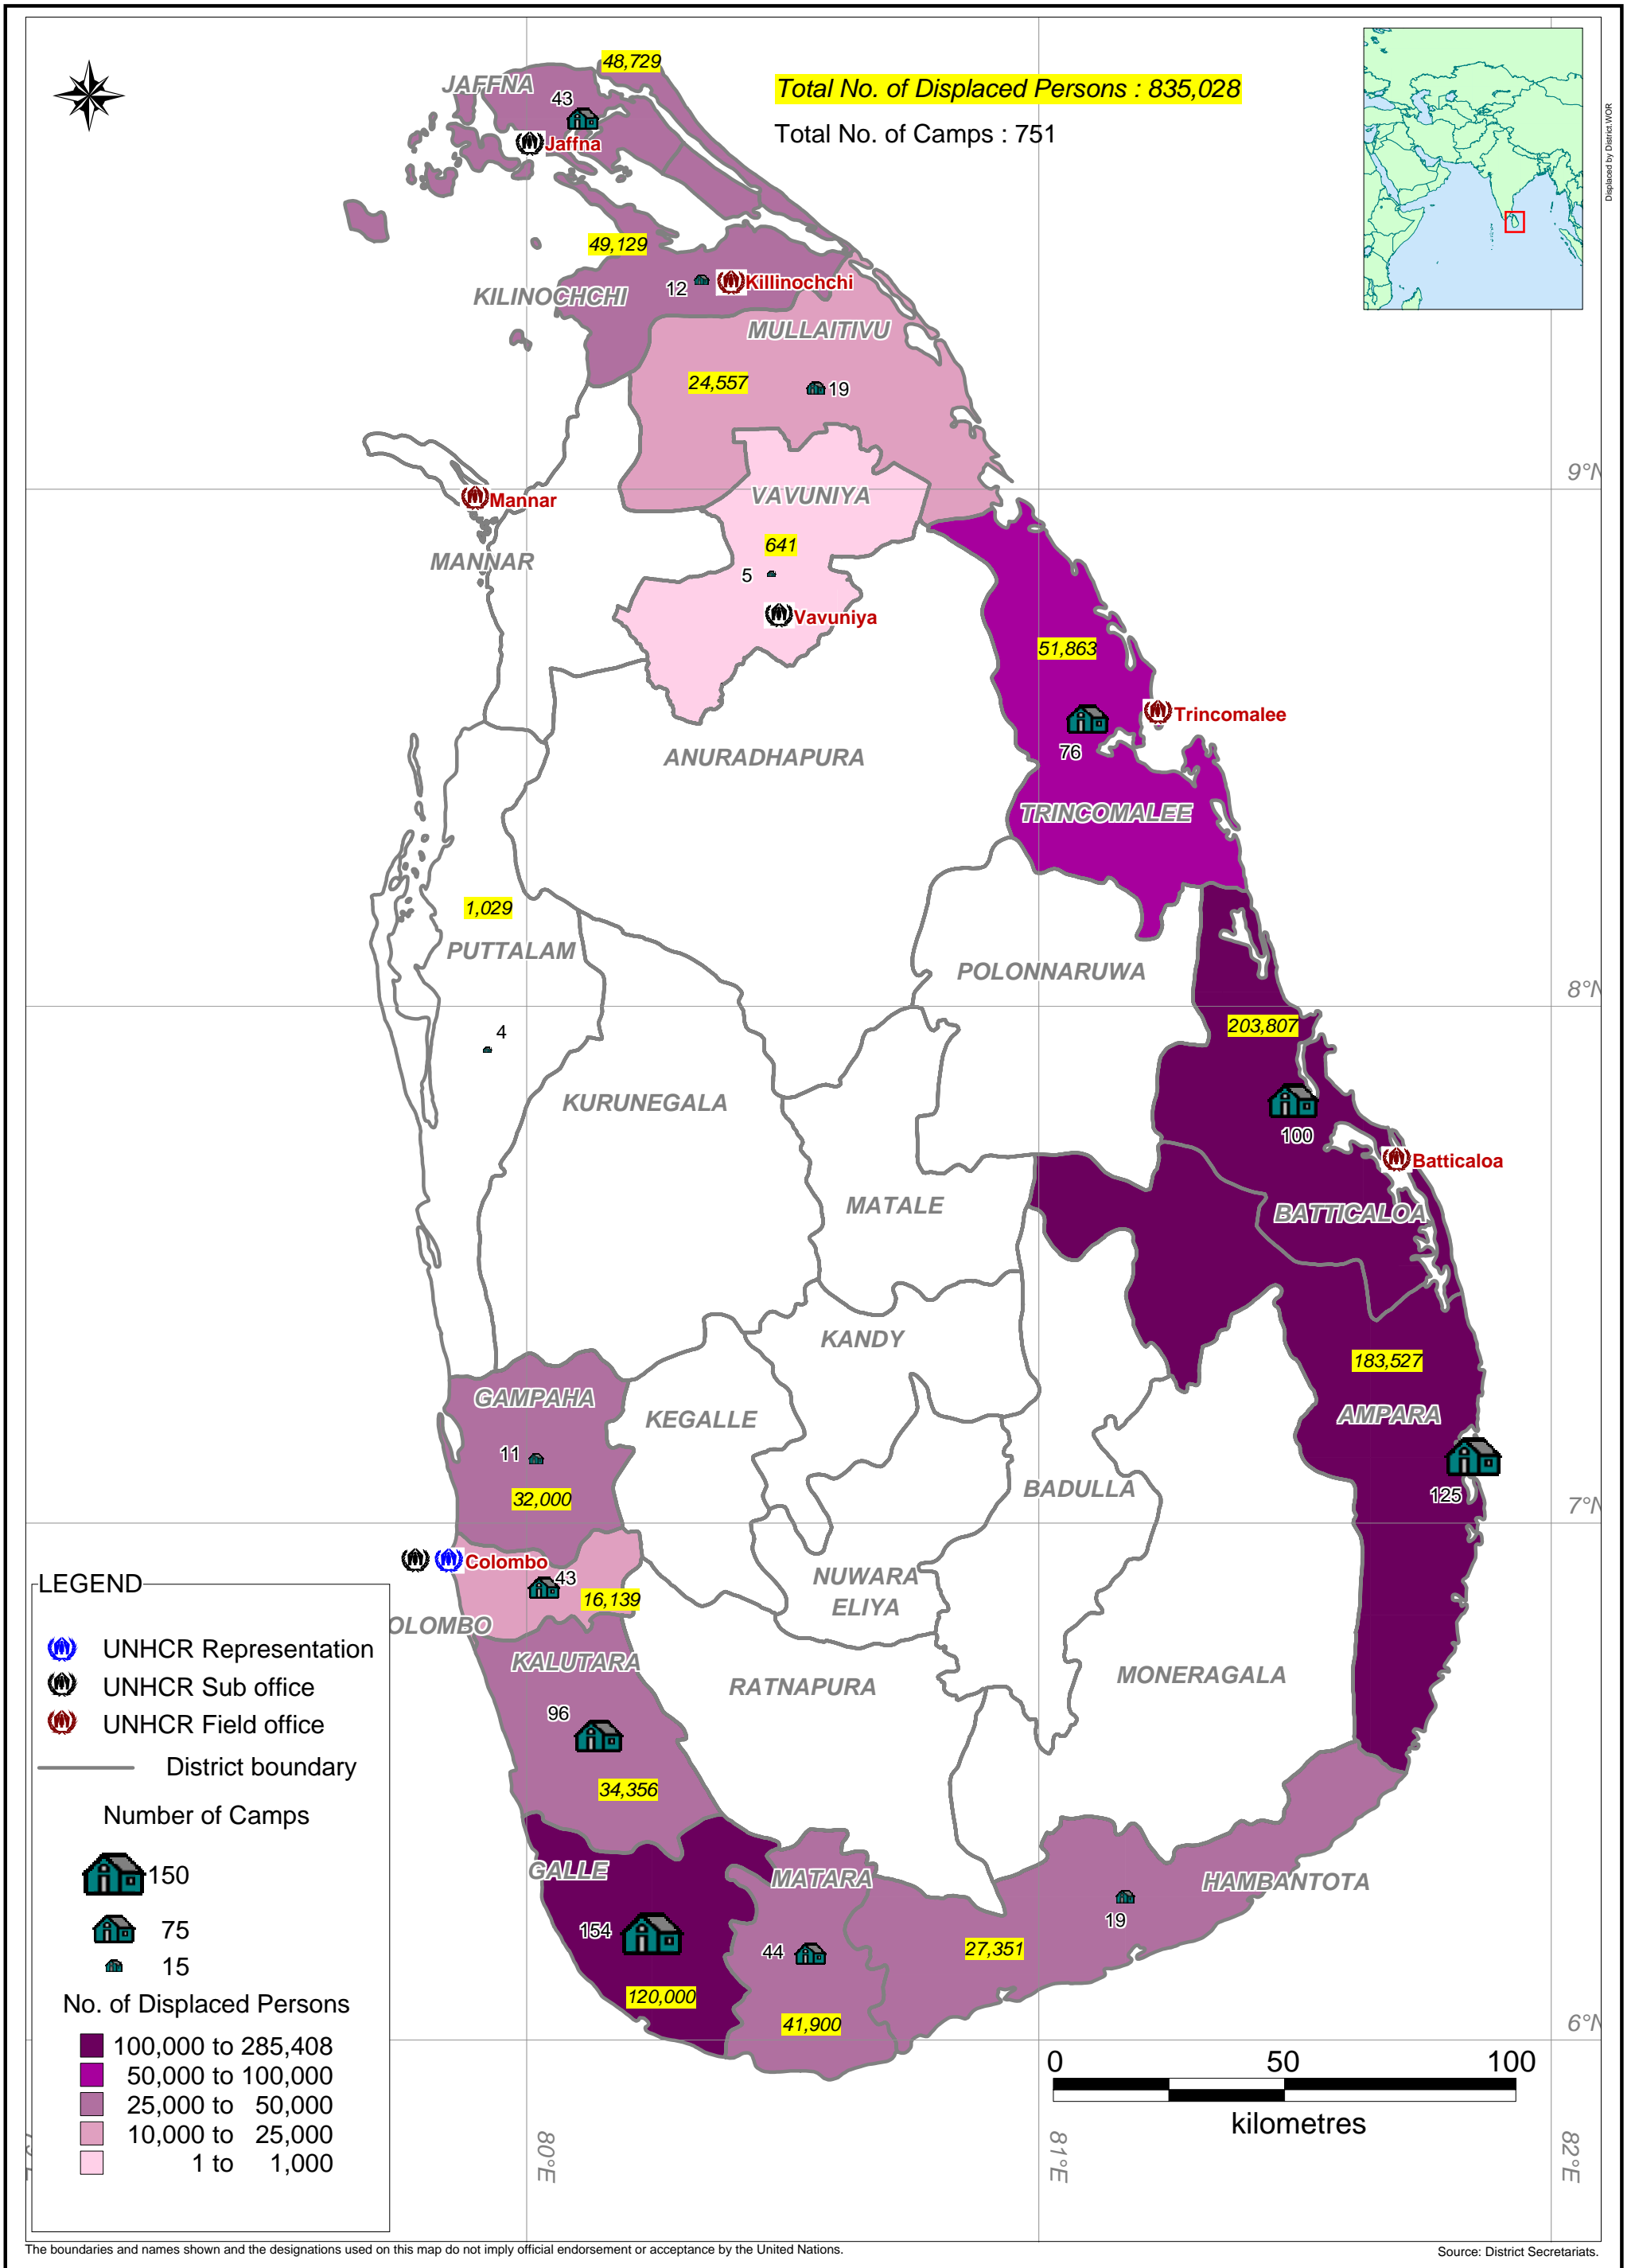 48,729
JAFFNA
43
Jaffna
Total No. of Displaced Persons : 835,028
Total No. of Camps : 751
Displaced by District.WOR
49,129
12
Killinochchi
KILINOCHCHI
MULLAITIVU
24,557
19
9°N
Mannar
VAVUNIYA
MANNAR
641
5
Vavuniya
51,863
Trincomalee
76
ANURADHAPURA
TRINCOMALEE
1,029
PUTTALAM
POLONNARUWA
8°N
203,807
4
KURUNEGALA
100
Batticaloa
MATALE
BATTICALOA
KANDY
183,527
GAMPAHA
KEGALLE
AMPARA
11
BADULLA
125
32,000
7°N
Colombo
43
16,139
NUWARA
ELIYA
OLOMBO
KALUTARA
RATNAPURA
MONERAGALA
96
34,356
GALLE
MATARA
HAMBANTOTA
154
44
19
27,351
120,000
41,900
6°N
LEGEND
UNHCR Representation
UNHCR Sub office
UNHCR Field office
District boundary
Number of Camps
150
75
15
No. of Displaced Persons
100,000 to 285,408
50,000 to 100,000
25,000 to 50,000
10,000 to 25,000
1 to 1,000
0 50 100
kilometres
80°E
81°E
82°E
The boundaries and names shown and the designations used on this map do not imply official endorsement or acceptance by the United Nations.
Source: District Secretariats.